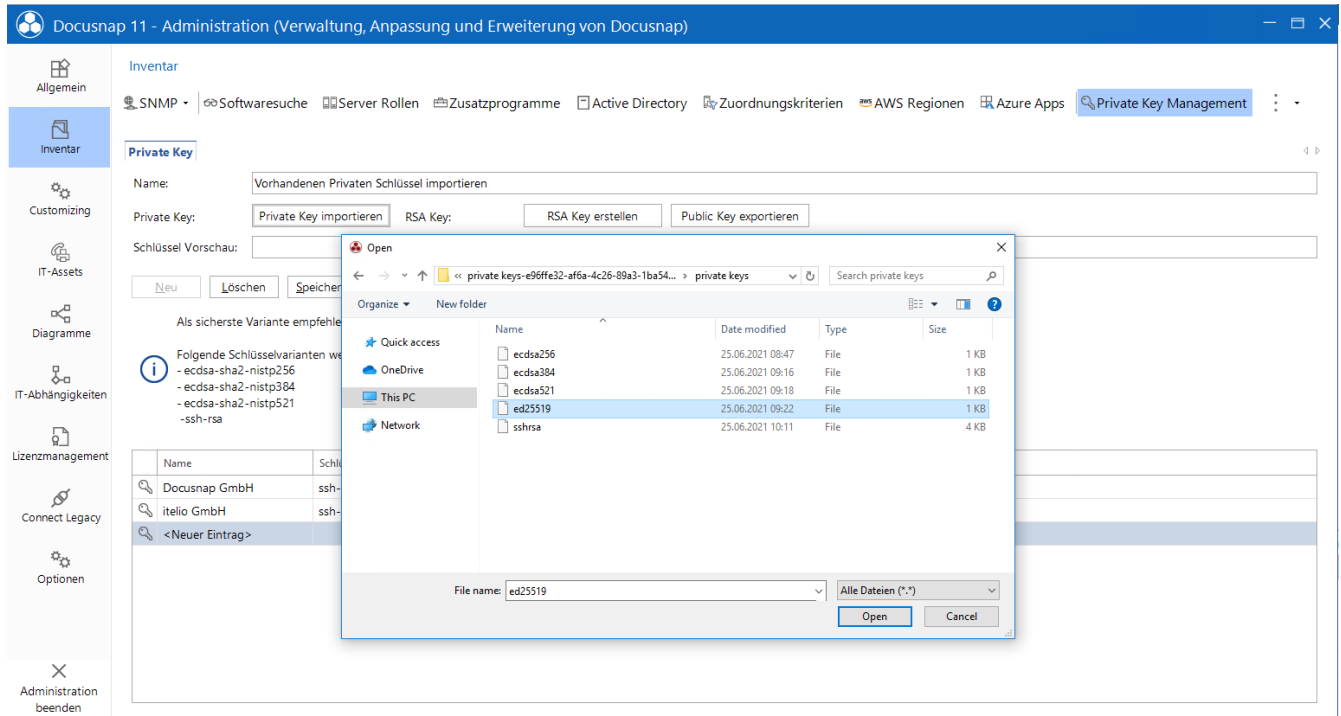 Docusnap 11 - Administration (Verwaltung, Anpassung und Erweiterung von Docusnap)
Allgemein
Inventar
Customizing
IT-Assets
Diagramme
IT-Abhängigkeiten
Lizenzmanagement
Connect Legacy
Optionen
Administration
beenden
Inventar
SNMP Softwaresuche Server Rollen Zusatzprogramme Active Directory Zuordnungskriterien aws AWS Regionen Azure Apps Private Key Management
Private Key
Name: Vorhandenen Privaten Schlüssel importieren
Private Key: Private Key importieren RSA Key: RSA Key erstellen Public Key exportieren
Schlüssel Vorschau:
Neu Löschen
Als sicherste Variante
Folgende Schlüsselvarianten
- ecdsa-sha2-nistp256
- ecdsa-sha2-nistp384
- ecdsa-sha2-nistp521
-ssh-rsa
Name
Docusnap GmbH ssh-
itelio GmbH ssh-
<Neuer Eintrag>
Open
« private keys-e96ffe32-af6a-4c26-89a3-1ba54... › private keys Search private keys
Organize New folder
Quick access
OneDrive
This PC
Network
Name Date modified Type Size
ecdsa256 25.06.2021 08:47 File 1 KB
ecdsa384 25.06.2021 09:16 File 1 KB
ecdsa521 25.06.2021 09:18 File 1 KB
ed25519 25.06.2021 09:22 File 1 KB
sshrsa 25.06.2021 10:11 File 4 KB
File name: ed25519 Alle Dateien (*.*)
Open Cancel